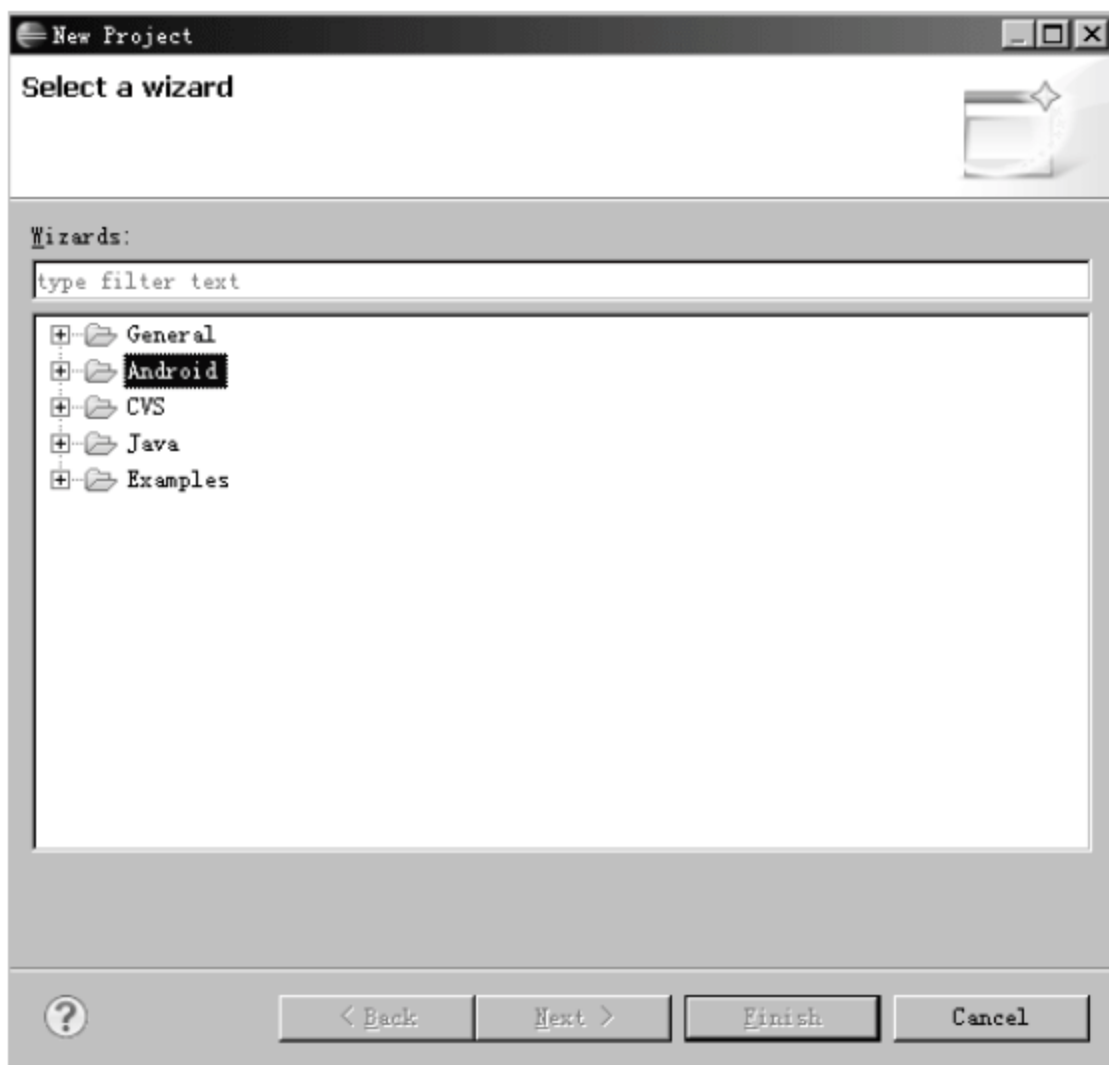 New Project
Select a wizard
Wizards:
type filter text
General
Android
CVS
Java
Examples
? < Back Next > Finish Cancel